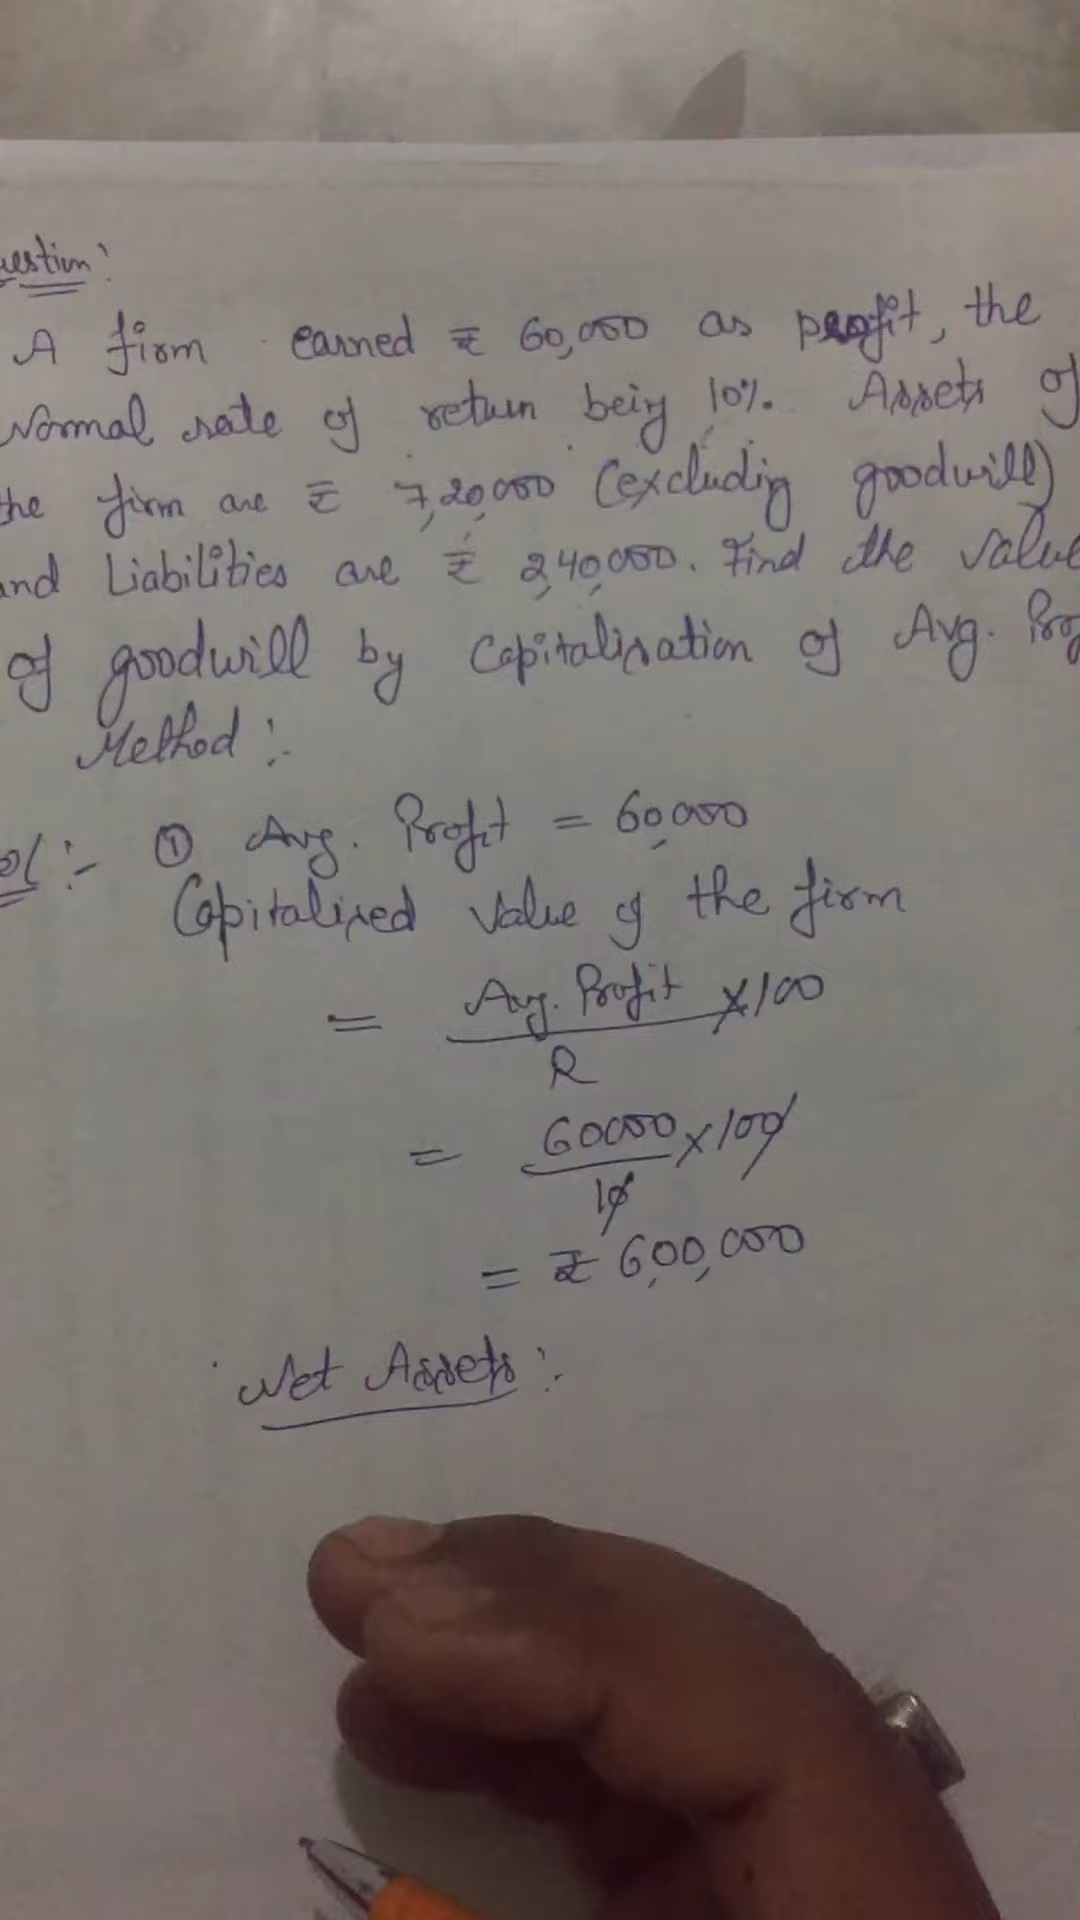 uestion:
A firm earned ₹ 60,000 as profit, the
Normal rate of return being 10%. Assets of
the firm are ₹ 7,20,000 (excluding goodwill)
and Liabilities are ₹ 2,40,000. Find the value
of goodwill by Capitalisation of Avg. Prof
Method :-
ol :- ① Avg. Profit = 60,000
Capitalised Value of the firm
= Avg. Profit × 100
R
= 60000 × 100
10
= ₹ 6,00,000
Net Assets :-